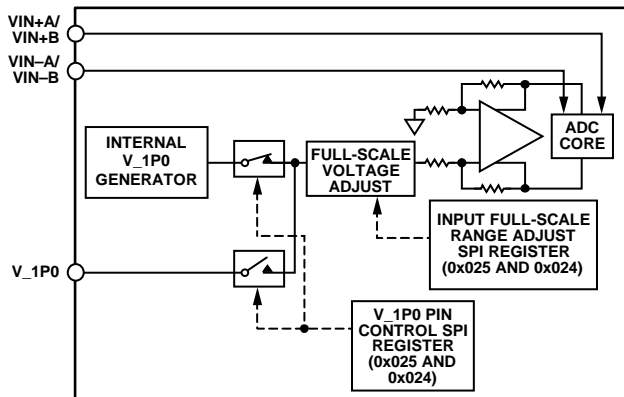 VIN+A/
VIN+B
VIN–A/
VIN–B
INTERNAL
V_1P0
GENERATOR
FULL-SCALE
VOLTAGE
ADJUST
ADC
CORE
INPUT FULL-SCALE
RANGE ADJUST
SPI REGISTER
(0x025 AND 0x024)
V_1P0
V_1P0 PIN
CONTROL SPI
REGISTER
(0x025 AND
0x024)